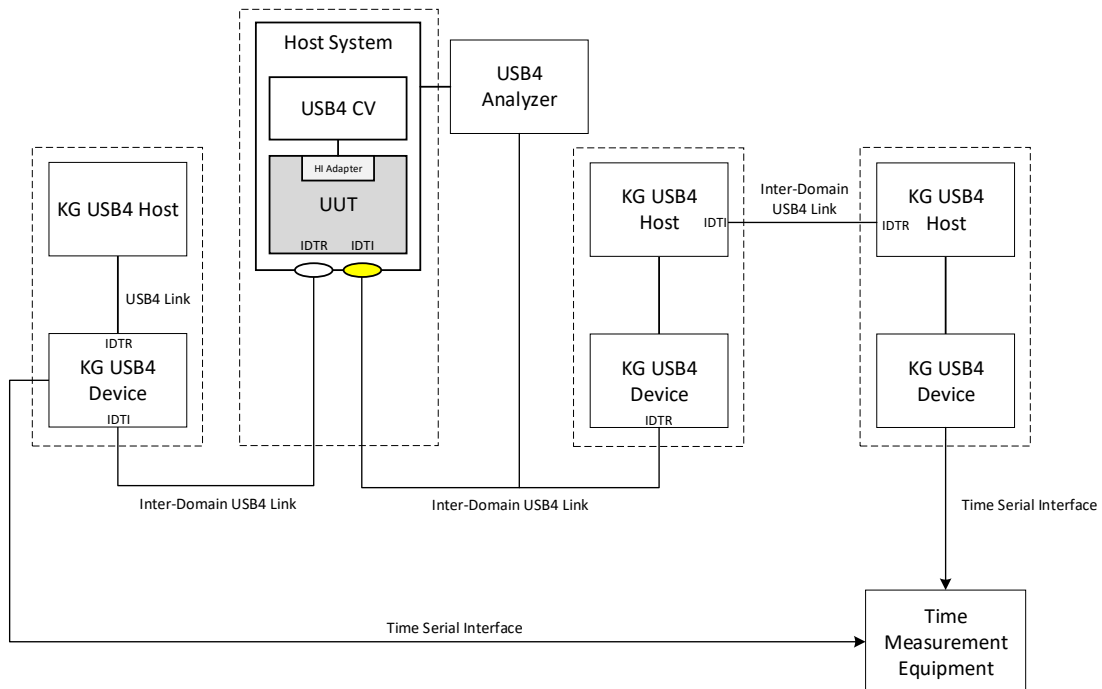 Host System
USB4 CV
HI Adapter
UUT
IDTR
IDTI
USB4
Analyzer
KG USB4 Host
USB4 Link
IDTR
KG USB4
Device
IDTI
Inter-Domain USB4 Link
Inter-Domain USB4 Link
KG USB4
Host
IDTI
Inter-Domain
USB4 Link
IDTR
KG USB4
Host
KG USB4
Device
IDTR
KG USB4
Device
Time Serial Interface
Time Serial Interface
Time
Measurement
Equipment